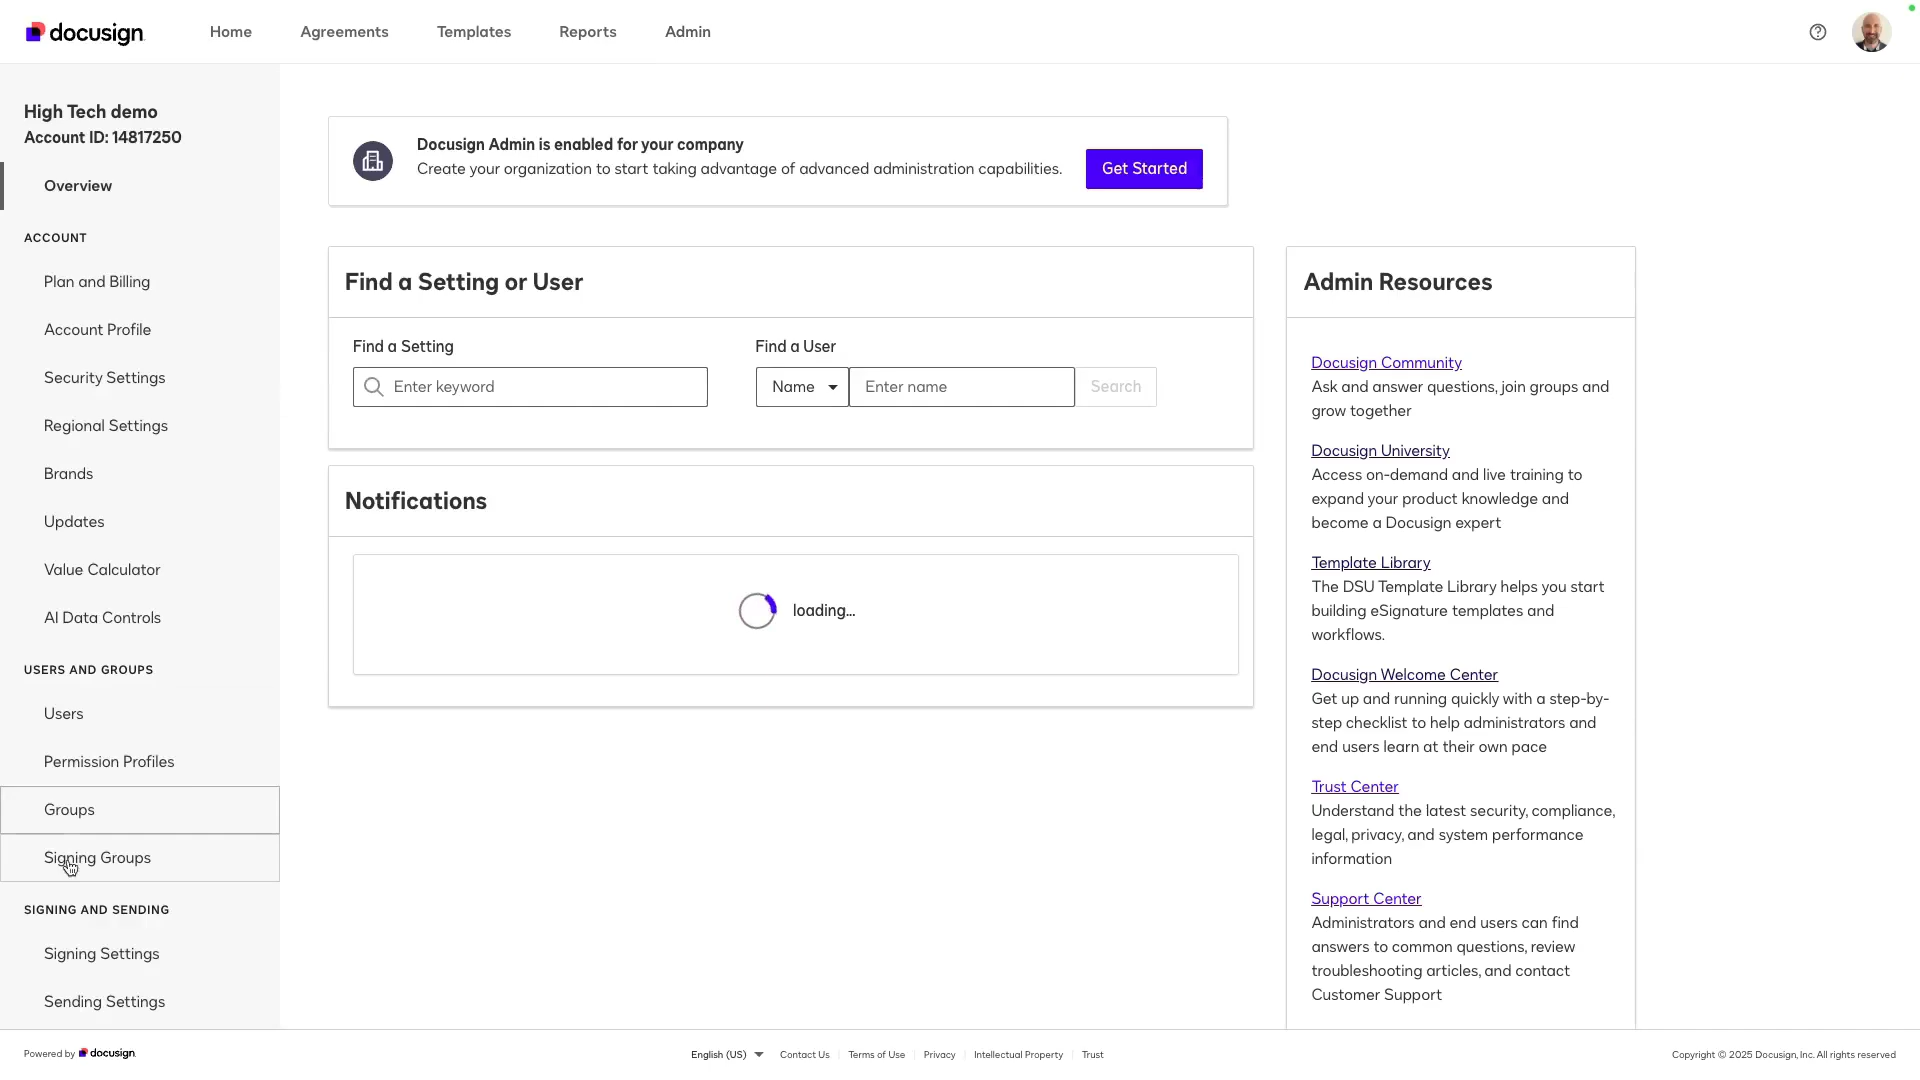 docusign
Home
Agreements
Templates
Reports
Admin
High Tech demo
Account ID: 14817250
Overview
ACCOUNT
Plan and Billing
Account Profile
Security Settings
Regional Settings
Brands
Updates
Value Calculator
AI Data Controls
USERS AND GROUPS
Users
Permission Profiles
Groups
Signing Groups
SIGNING AND SENDING
Signing Settings
Sending Settings
Docusign Admin is enabled for your company
Create your organization to start taking advantage of advanced administration capabilities.
Get Started
Find a Setting or User
Find a Setting
Enter keyword
Find a User
Name
Enter name
Search
Notifications
loading...
Admin Resources
Docusign Community
Ask and answer questions, join groups and
grow together
Docusign University
Access on-demand and live training to
expand your product knowledge and
become a Docusign expert
Template Library
The DSU Template Library helps you start
building eSignature templates and
workflows.
Docusign Welcome Center
Get up and running quickly with a step-by-
step checklist to help administrators and
end users learn at their own pace
Trust Center
Understand the latest security, compliance,
legal, privacy, and system performance
information
Support Center
Administrators and end users can find
answers to common questions, review
troubleshooting articles, and contact
Customer Support
Powered by docusign
English (US)
Contact Us
Terms of Use
Privacy
Intellectual Property
Trust
Copyright © 2025 Docusign, Inc. All rights reserved